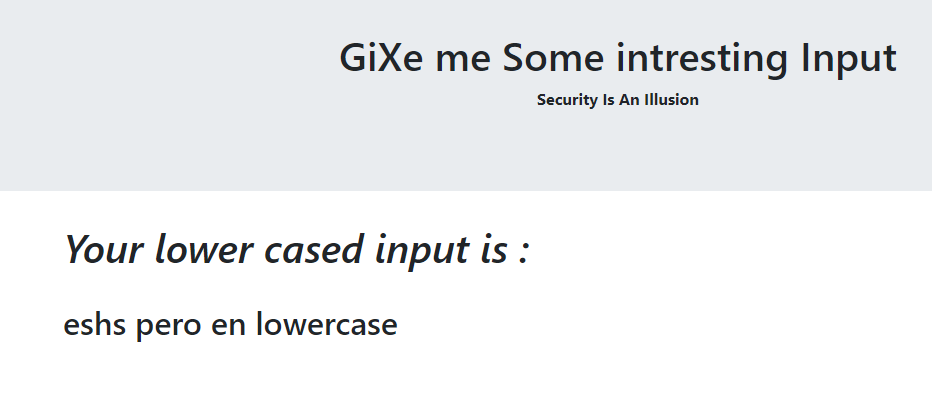 GiXe me Some intresting Input
Security Is An Illusion
Your lower cased input is :
eshs pero en lowercase